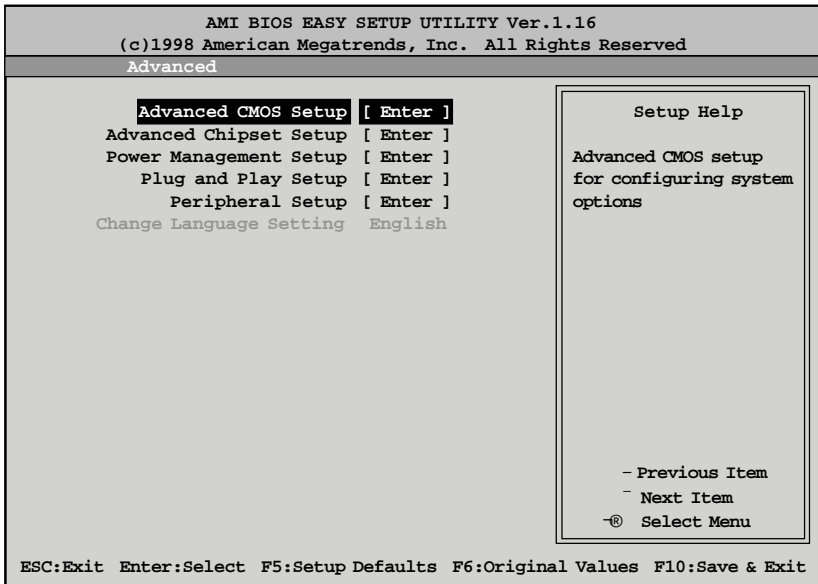 AMI BIOS EASY SETUP UTILITY Ver.1.16
(c)1998 American Megatrends, Inc. All Rights Reserved
Advanced
Advanced CMOS Setup [ Enter ]
Advanced Chipset Setup [ Enter ]
Power Management Setup [ Enter ]
Plug and Play Setup [ Enter ]
Peripheral Setup [ Enter ]
Change Language Setting English
Setup Help
Advanced CMOS setup
for configuring system
options
– Previous Item
¯ Next Item
¬® Select Menu
ESC:Exit Enter:Select F5:Setup Defaults F6:Original Values F10:Save & Exit